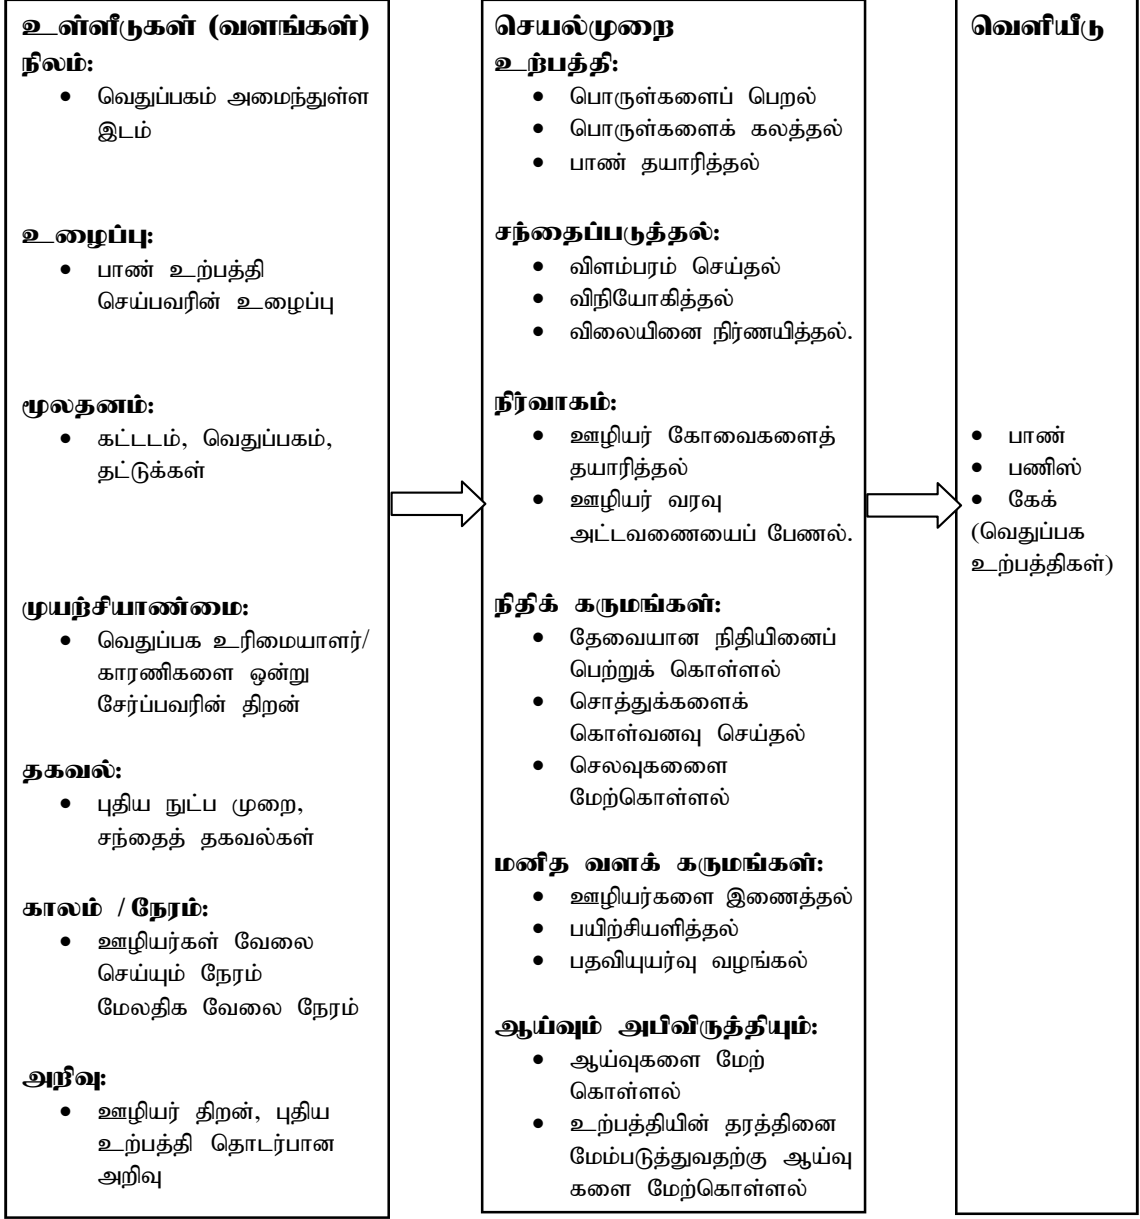 உள்ளீடுகள் (வளங்கள்)
நிலம்:
• வெதுப்பகம் அமைந்துள்ள
இடம்
உழைப்பு:
• பாண் உற்பத்தி
செய்பவரின் உழைப்பு
மூலதனம்:
• கட்டடம், வெதுப்பகம்,
தட்டுக்கள்
முயற்சியாண்மை:
• வெதுப்பக உரிமையாளர்/
காரணிகளை ஒன்று
சேர்ப்பவரின் திறன்
தகவல்:
• புதிய நுட்ப முறை,
சந்தைத் தகவல்கள்
காலம் / நேரம்:
• ஊழியர்கள் வேலை
செய்யும் நேரம்
மேலதிக வேலை நேரம்
அறிவு:
• ஊழியர் திறன், புதிய
உற்பத்தி தொடர்பான
அறிவு
செயல்முறை
உற்பத்தி:
• பொருள்களைப் பெறல்
• பொருள்களைக் கலத்தல்
• பாண் தயாரித்தல்
சந்தைப்படுத்தல்:
• விளம்பரம் செய்தல்
• விநியோகித்தல்
• விலையினை நிர்ணயித்தல்.
நிர்வாகம்:
• ஊழியர் கோவைகளைத்
தயாரித்தல்
• ஊழியர் வரவு
அட்டவணையைப் பேணல்.
நிதிக் கருமங்கள்:
• தேவையான நிதியினைப்
பெற்றுக் கொள்ளல்
• சொத்துக்களைக்
கொள்வனவு செய்தல்
• செலவுகளை
மேற்கொள்ளல்
மனித வளக் கருமங்கள்:
• ஊழியர்களை இணைத்தல்
• பயிற்சியளித்தல்
• பதவியுயர்வு வழங்கல்
ஆய்வும் அபிவிருத்தியும்:
• ஆய்வுகளை மேற்
கொள்ளல்
• உற்பத்தியின் தரத்தினை
மேம்படுத்துவதற்கு ஆய்வு
களை மேற்கொள்ளல்
வெளியீடு
• பாண்
• பணிஸ்
• கேக்
(வெதுப்பக
உற்பத்திகள்)